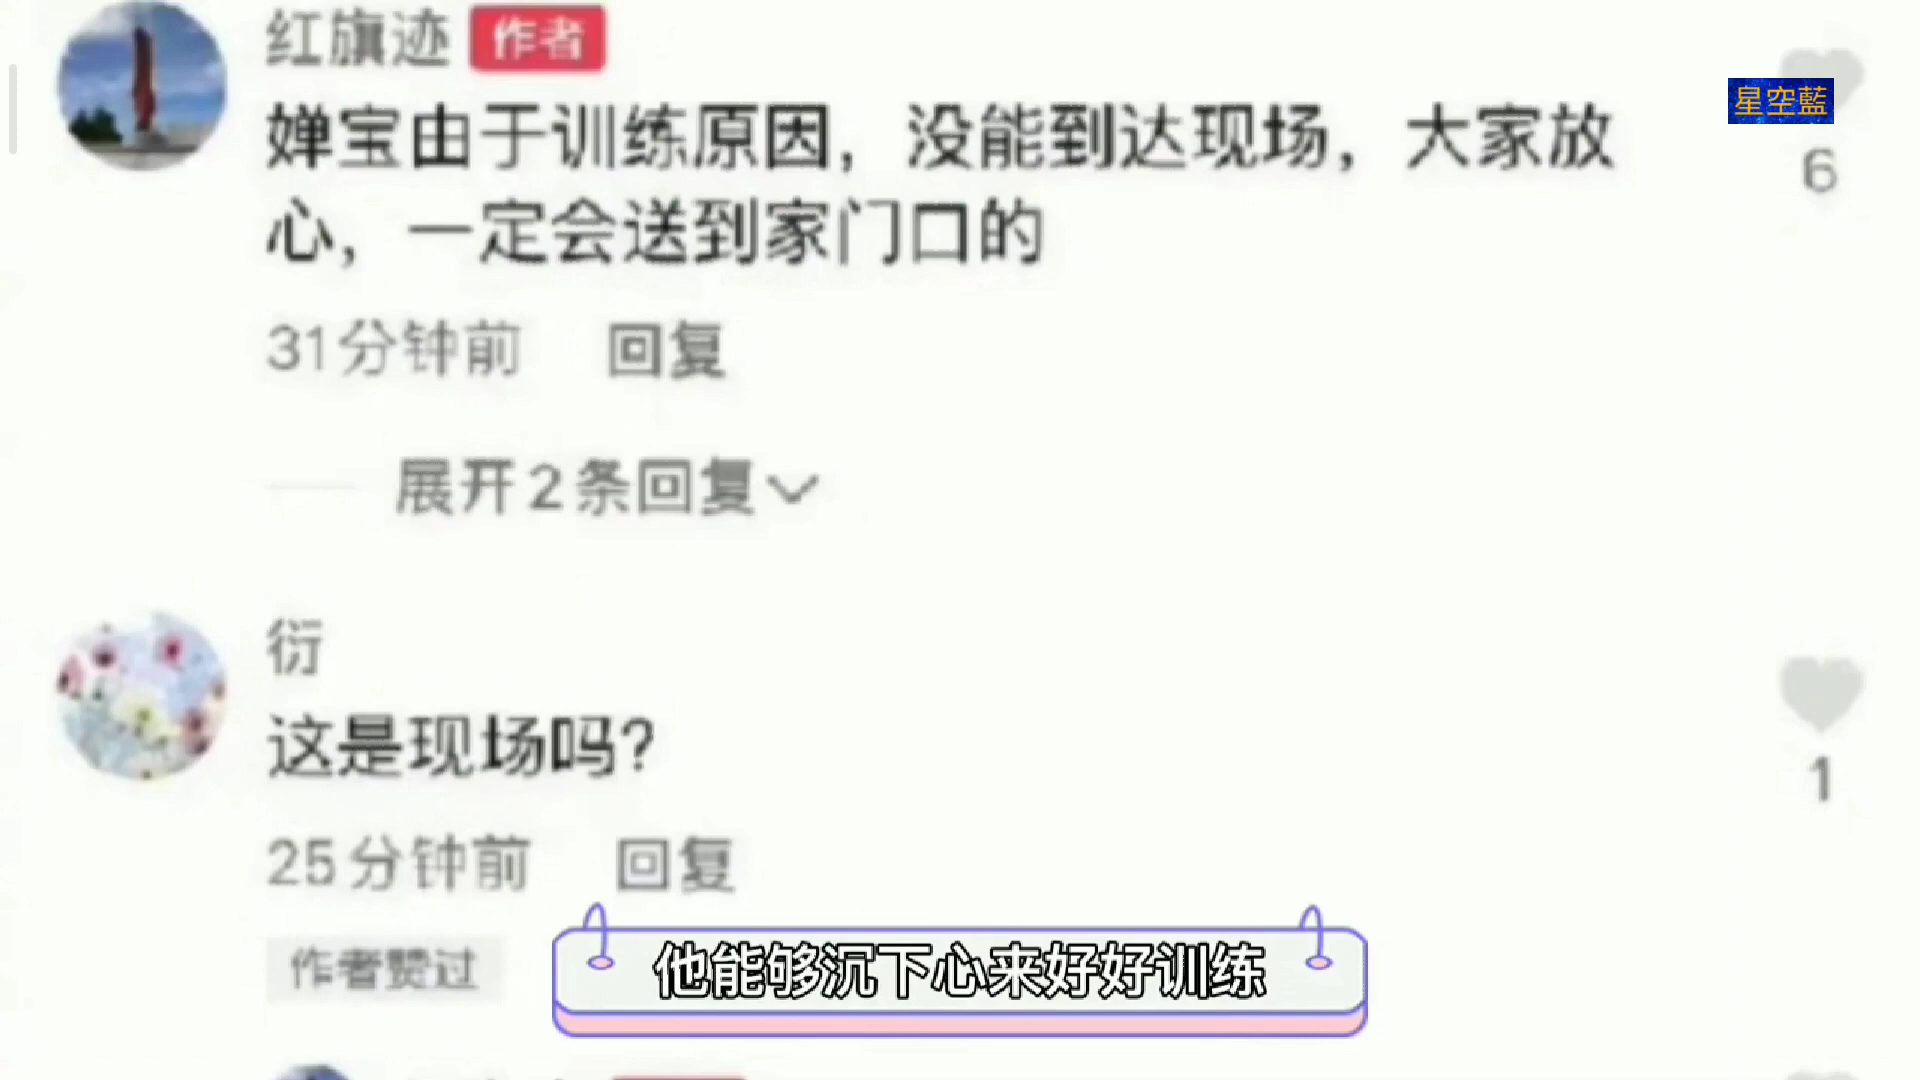 红旗迹 作者
星空藍
婵宝由于训练原因，没能到达现场，大家放
心，一定会送到家门口的
6
31分钟前 回复
展开2条回复
衍
这是现场吗?
1
25分钟前 回复
作者赞过
他能够沉下心来好好训练